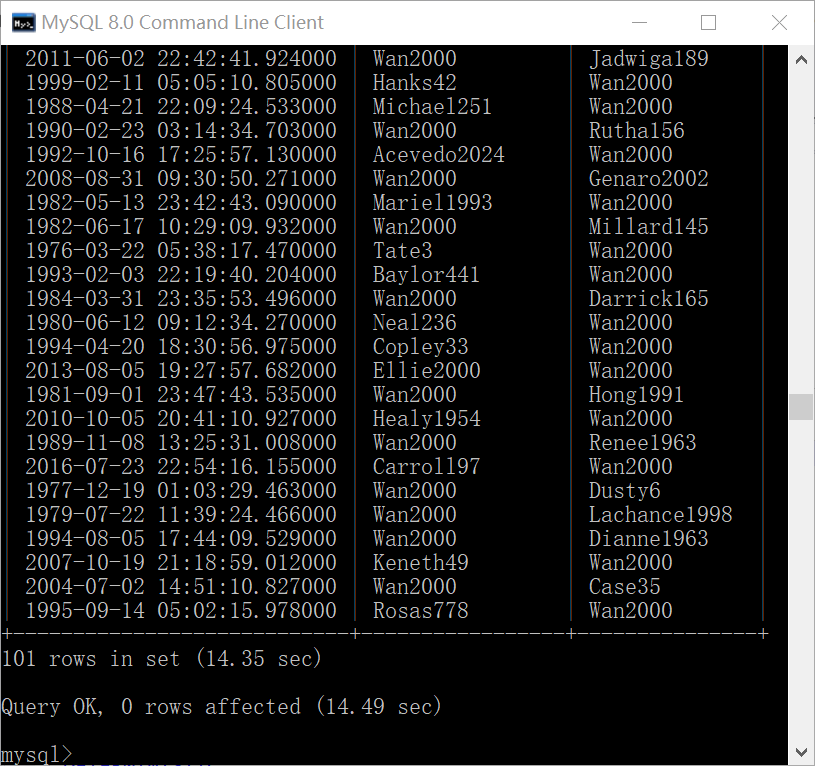 MySQL 8.0 Command Line Client
| 2011-06-02 22:42:41.924000 | Wan2000 | Jadwiga189 |
| 1999-02-11 05:05:10.805000 | Hanks42 | Wan2000 |
| 1988-04-21 22:09:24.533000 | Michael251 | Wan2000 |
| 1990-02-23 03:14:34.703000 | Wan2000 | Rutha156 |
| 1992-10-16 17:25:57.130000 | Acevedo2024 | Wan2000 |
| 2008-08-31 09:30:50.271000 | Wan2000 | Genaro2002 |
| 1982-05-13 23:42:43.090000 | Mariel1993 | Wan2000 |
| 1982-06-17 10:29:09.932000 | Wan2000 | Millard145 |
| 1976-03-22 05:38:17.470000 | Tate3 | Wan2000 |
| 1993-02-03 22:19:40.204000 | Baylor441 | Wan2000 |
| 1984-03-31 23:35:53.496000 | Wan2000 | Darrick165 |
| 1980-06-12 09:12:34.270000 | Neal236 | Wan2000 |
| 1994-04-20 18:30:56.975000 | Copley33 | Wan2000 |
| 2013-08-05 19:27:57.682000 | Ellie2000 | Wan2000 |
| 1981-09-01 23:47:43.535000 | Wan2000 | Hong1991 |
| 2010-10-05 20:41:10.927000 | Healy1954 | Wan2000 |
| 1989-11-08 13:25:31.008000 | Wan2000 | Renee1963 |
| 2016-07-23 22:54:16.155000 | Carroll97 | Wan2000 |
| 1977-12-19 01:03:29.463000 | Wan2000 | Dusty6 |
| 1979-07-22 11:39:24.466000 | Wan2000 | Lachance1998 |
| 1994-08-05 17:44:09.529000 | Wan2000 | Dianne1963 |
| 2007-10-19 21:18:59.012000 | Keneth49 | Wan2000 |
| 2004-07-02 14:51:10.827000 | Wan2000 | Case35 |
| 1995-09-14 05:02:15.978000 | Rosas778 | Wan2000 |
+----------------------------+-----------------+---------------+
101 rows in set (14.35 sec)
Query OK, 0 rows affected (14.49 sec)
mysql>